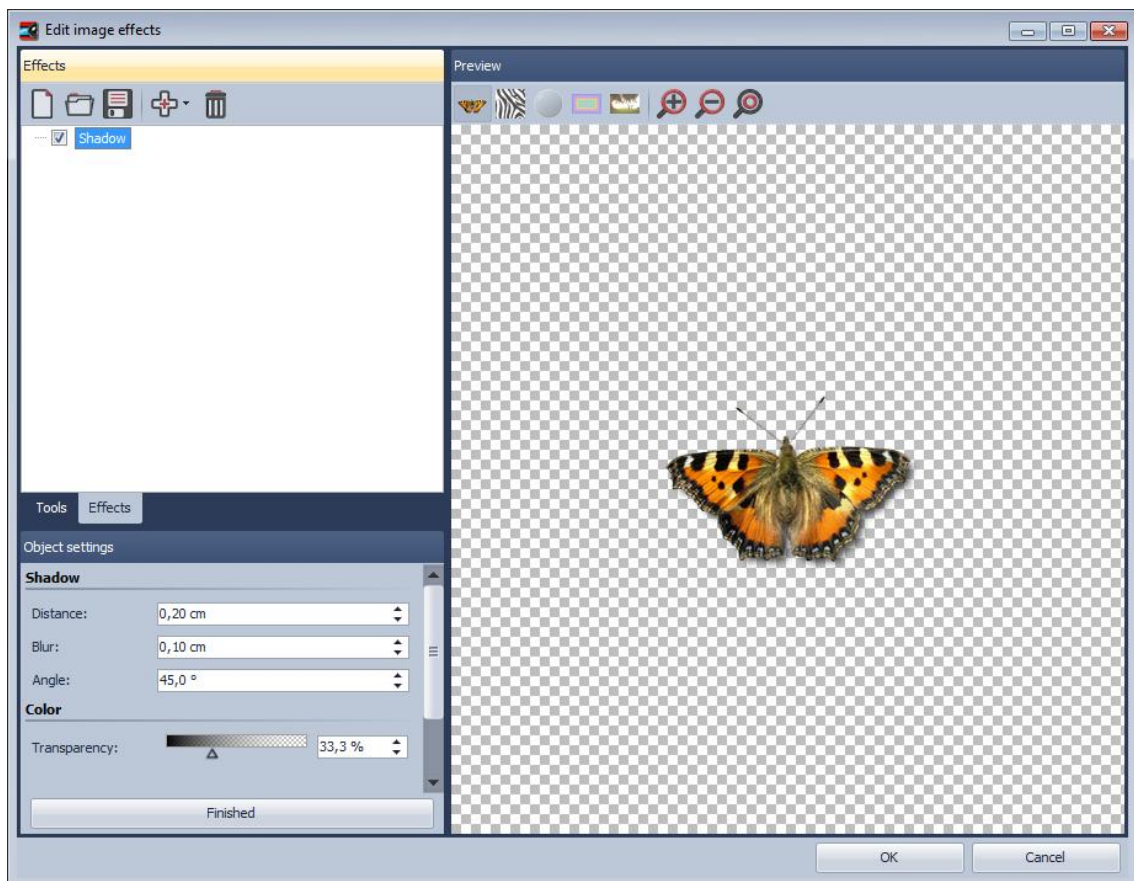 Edit image effects
Effects
Preview
Shadow
Tools Effects
Object settings
Shadow
Distance: 0,20 cm
Blur: 0,10 cm
Angle: 45,0 °
Color
Transparency: 33,3 %
Finished
OK Cancel